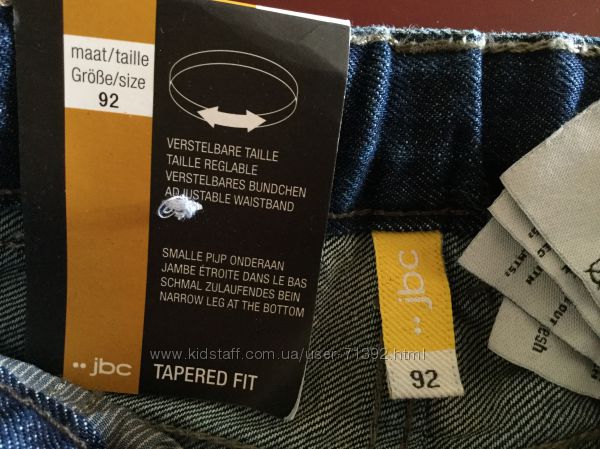 maat/taille
Größe/size
92
VERSTELBARE TAILLE
TAILLE REGLABLE
VERSTELBARES BUNDCHEN
ADJUSTABLE WAISTBAND
SMALLE PIJP ONDERAAN
JAMBE ÉTROITE DANS LE BAS
SCHMAL ZULAUFENDES BEIN
NARROW LEG AT THE BOTTOM
jbc
TAPERED FIT
jbc
92
www.kidstaff.com.ua/user-71392.html